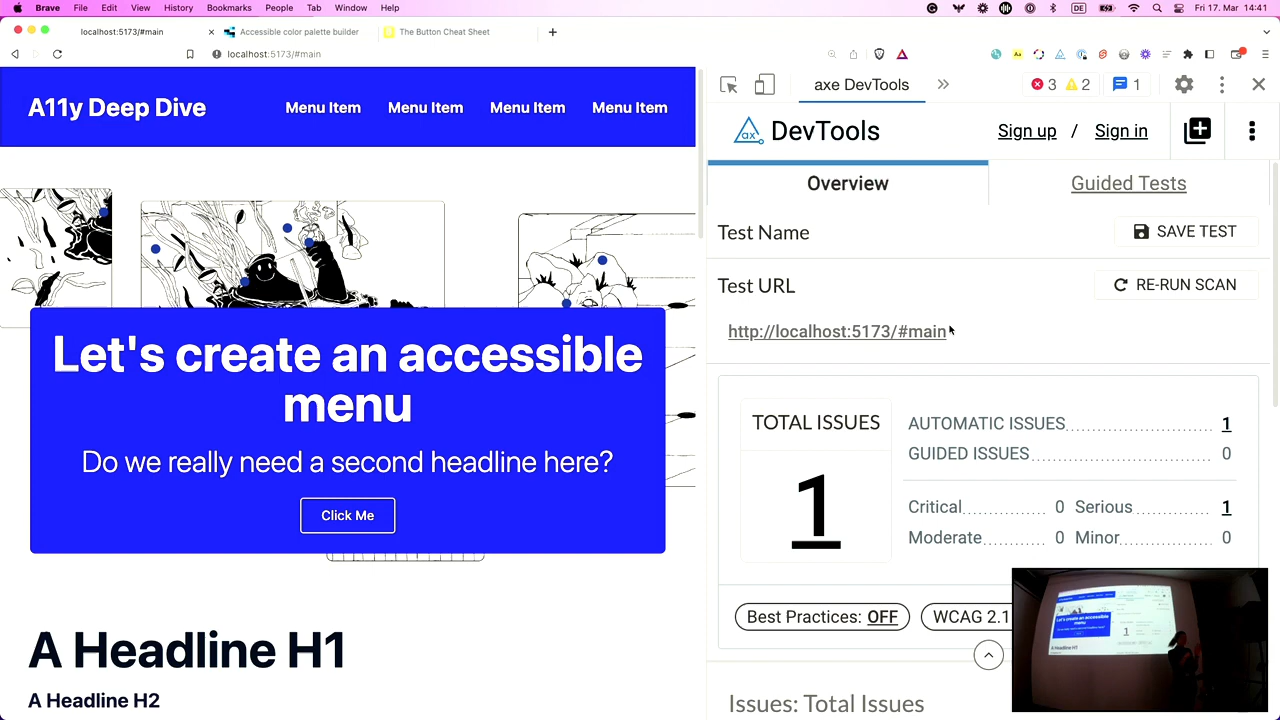 Brave File Edit View History Bookmarks People Tab Window Help DE Fri 17. Mar 14:41
localhost:5173/#main Accessible color palette builder The Button Cheat Sheet
localhost:5173/#main
A11y Deep Dive Menu Item Menu Item Menu Item Menu Item
Let's create an accessible
menu
Do we really need a second headline here?
Click Me
A Headline H1
A Headline H2
axe DevTools 3 2 1
ax DevTools Sign up / Sign in
Overview Guided Tests
Test Name SAVE TEST
Test URL RE-RUN SCAN
http://localhost:5173/#main
TOTAL ISSUES
1
AUTOMATIC ISSUES 1
GUIDED ISSUES 0
Critical 0 Serious 1
Moderate 0 Minor 0
Best Practices: OFF WCAG 2.1
Issues: Total Issues